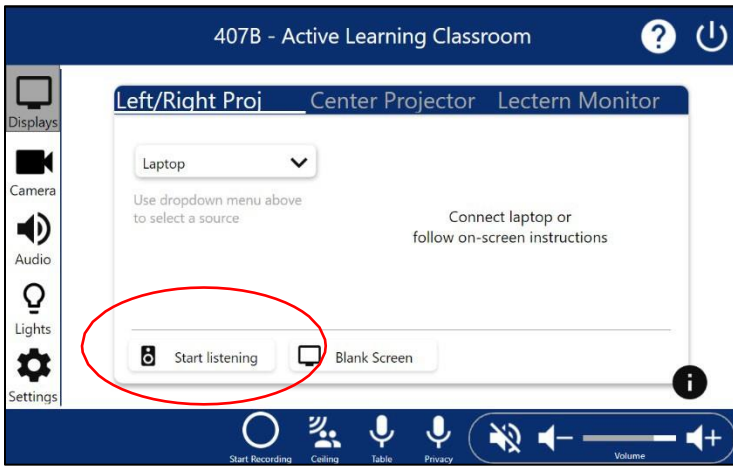 407B - Active Learning Classroom
?
Displays
Camera
Audio
Lights
Settings
Left/Right Proj Center Projector Lectern Monitor
Laptop
Use dropdown menu above
to select a source
Connect laptop or
follow on-screen instructions
Start listening Blank Screen
i
Start Recording Ceiling Table Privacy Volume